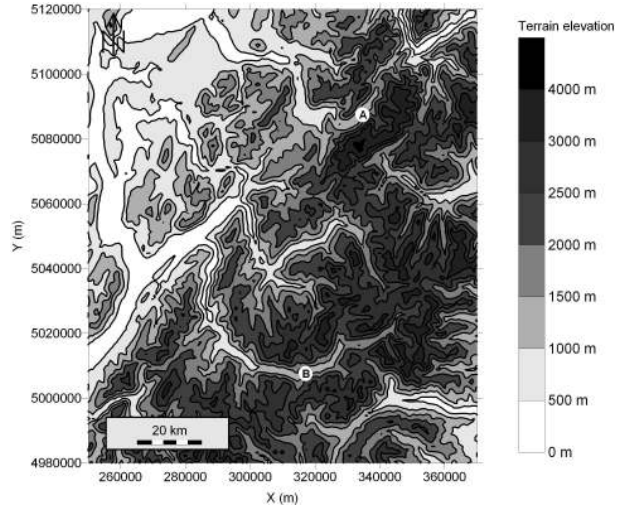 Terrain elevation
5120000
5100000
5080000
5060000
5040000
5020000
5000000
4980000
Y (m)
A
B
20 km
260000 280000 300000 320000 340000 360000
X (m)
4000 m
3000 m
2500 m
2000 m
1500 m
1000 m
500 m
0 m